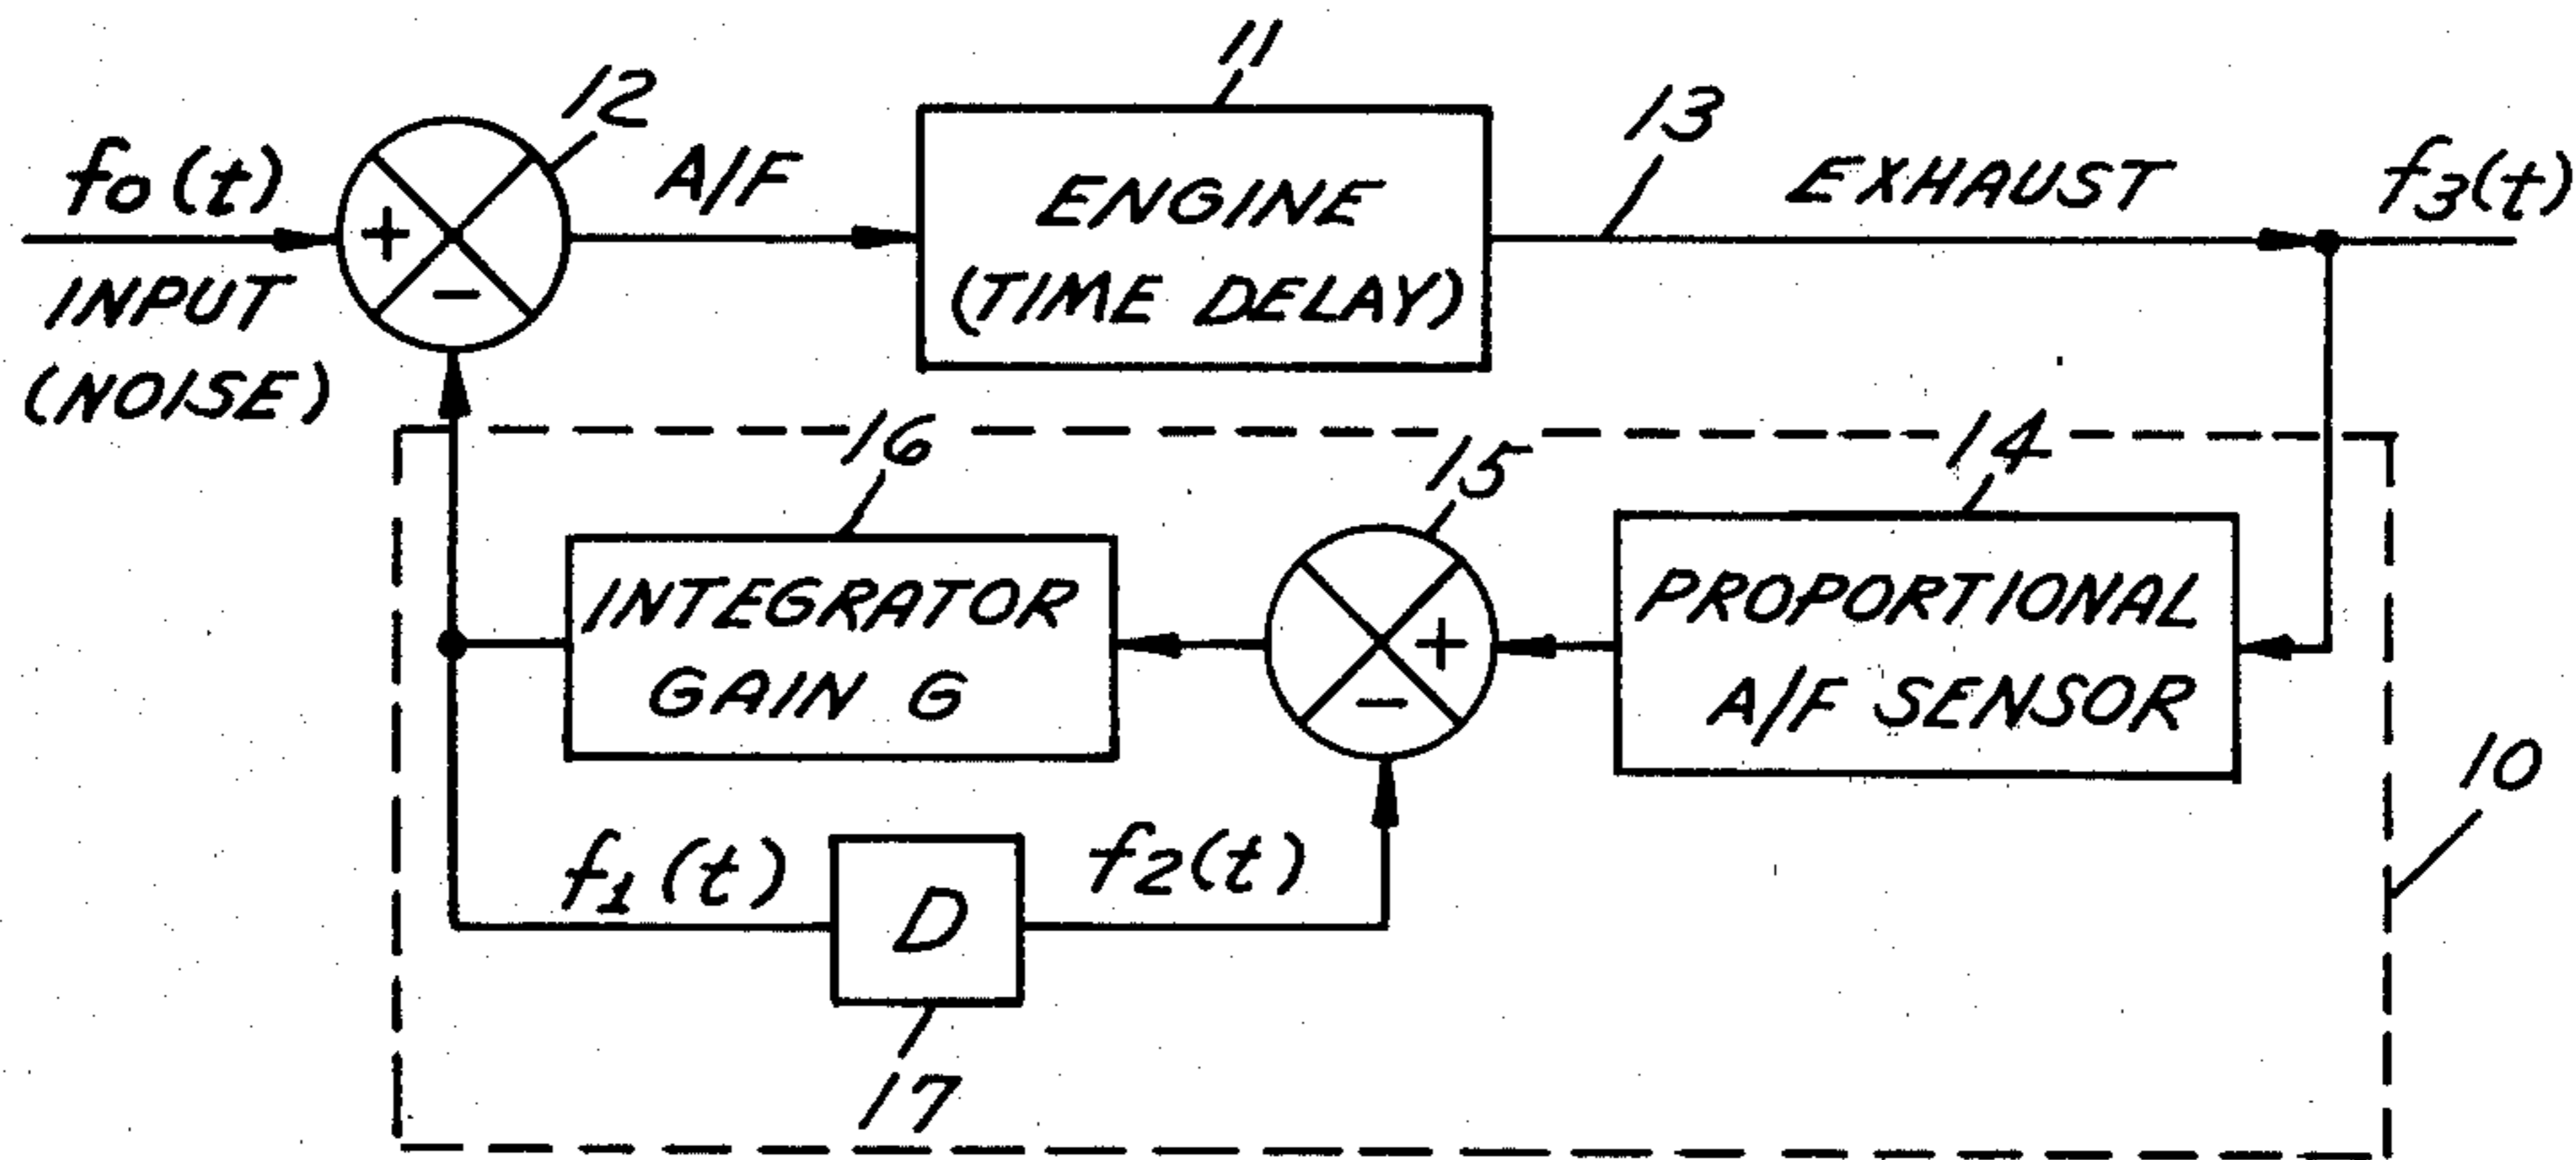 11
12
13
f0(t)
A/F
EXHAUST
f3(t)
+
ENGINE
(TIME DELAY)
INPUT
(NOISE)
−
16
15
14
INTEGRATOR
GAIN G
+
−
PROPORTIONAL
A/F SENSOR
10
f1(t)
D
f2(t)
17